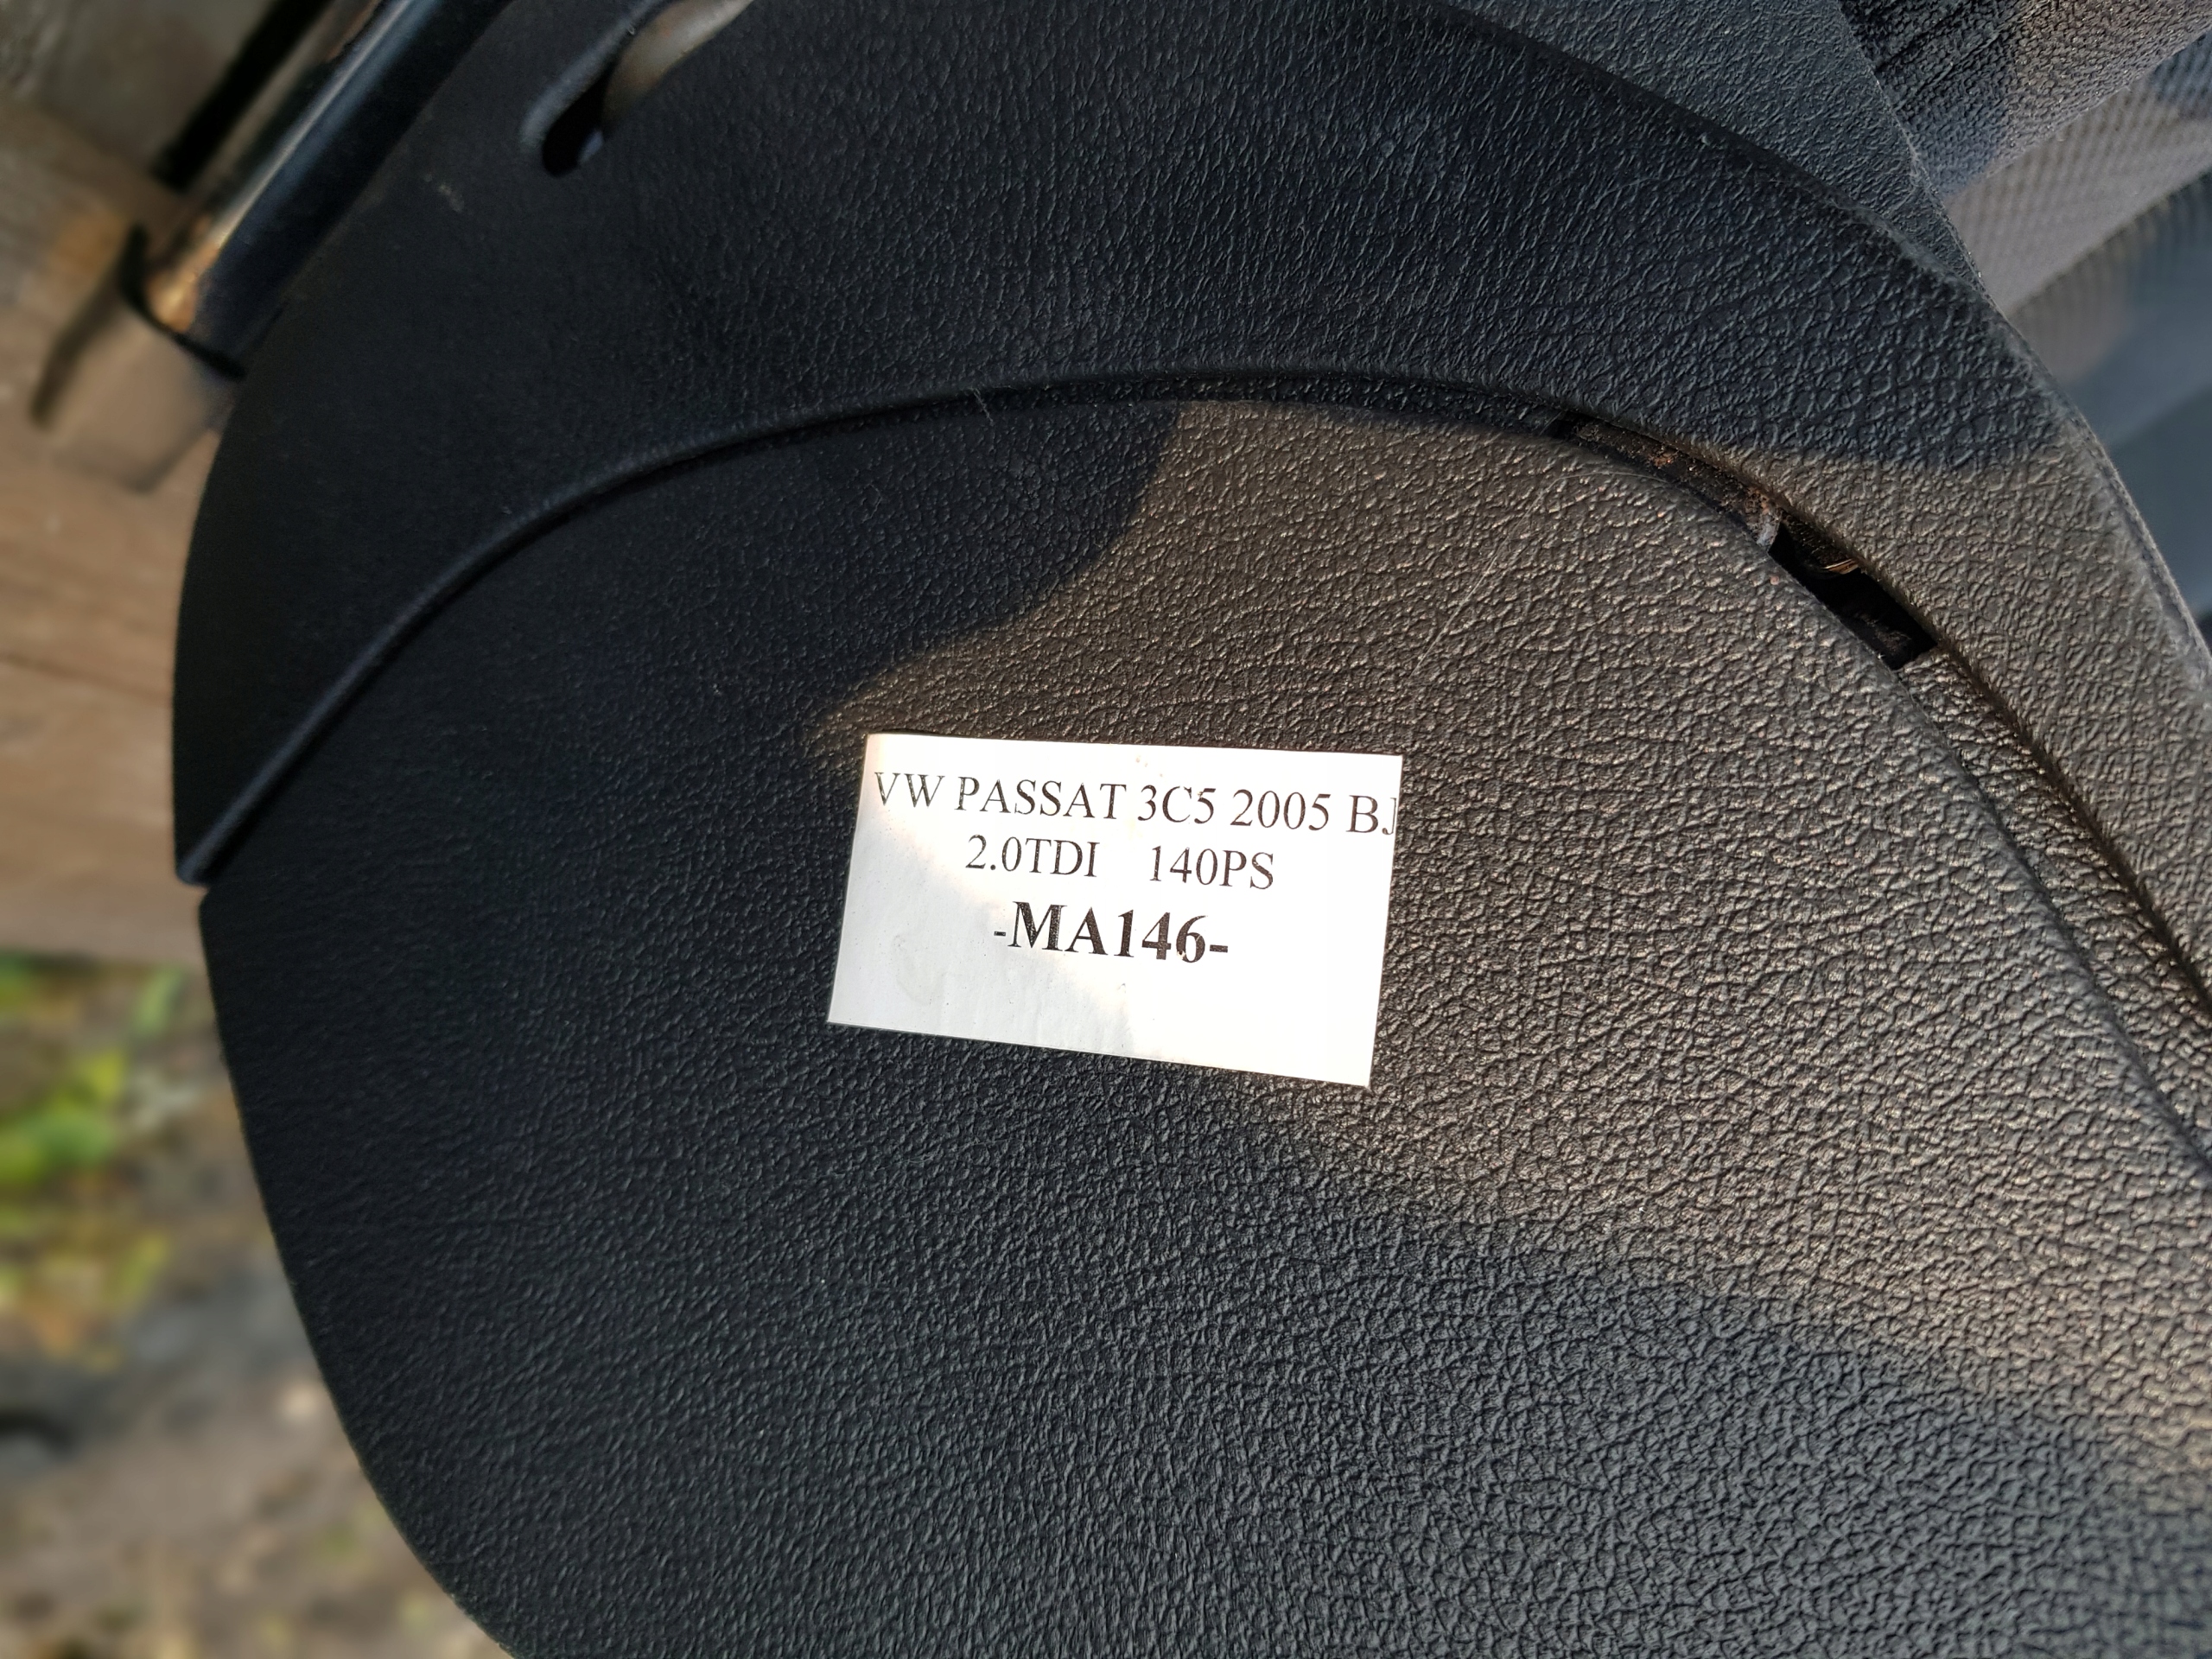 VW PASSAT 3C5 2005 BJ
2.0TDI 140PS
-MA146-